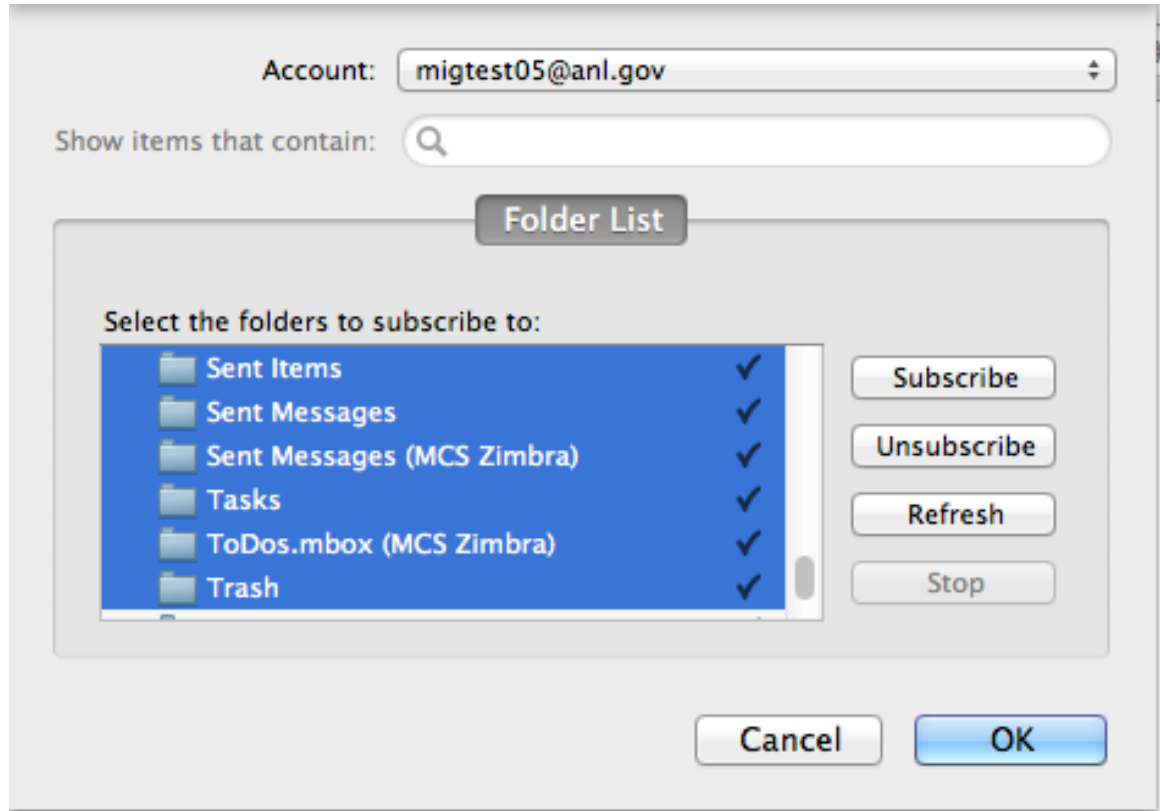 Account: migtest05@anl.gov
Show items that contain:
Folder List
Select the folders to subscribe to:
Sent Items
Subscribe
Sent Messages
Unsubscribe
Sent Messages (MCS Zimbra)
Tasks
Refresh
ToDos.mbox (MCS Zimbra)
Trash
Stop
Cancel
OK